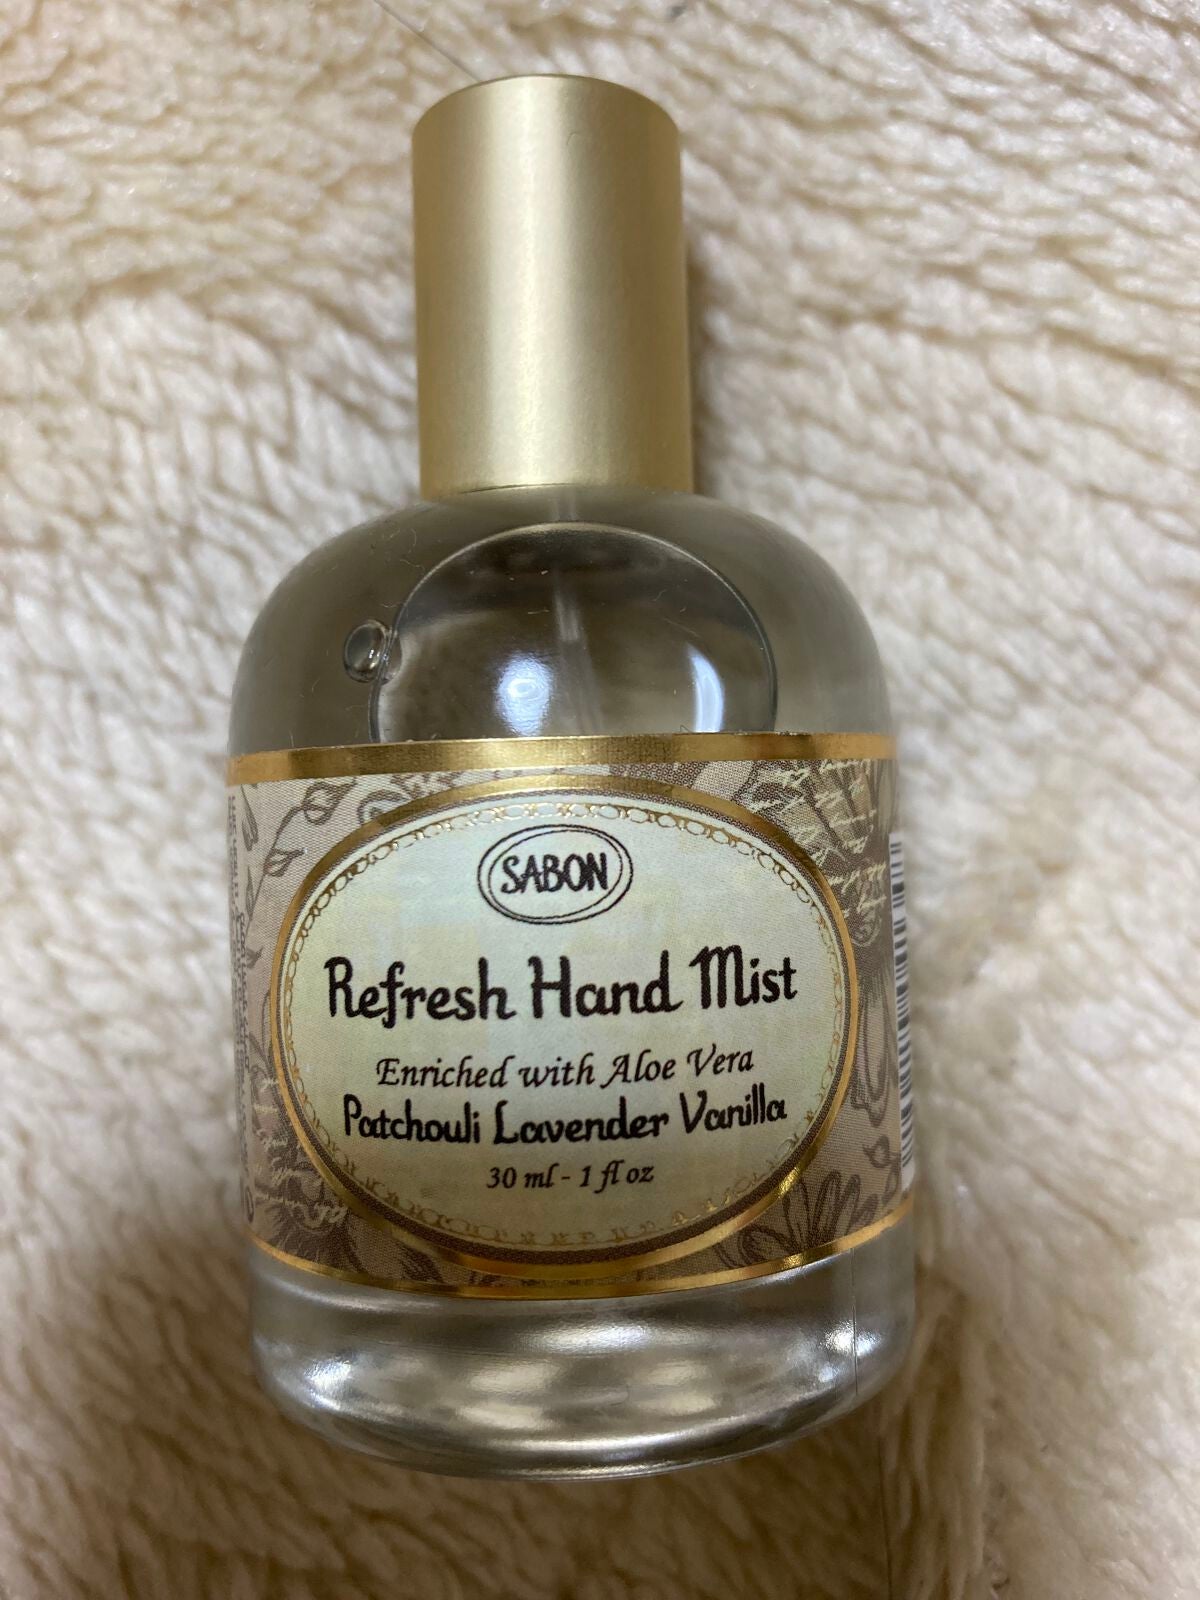 SABON
Refresh Hand Mist
Enriched with Aloe Vera
Patchouli Lavender Vanilla
30 ml - 1 fl oz